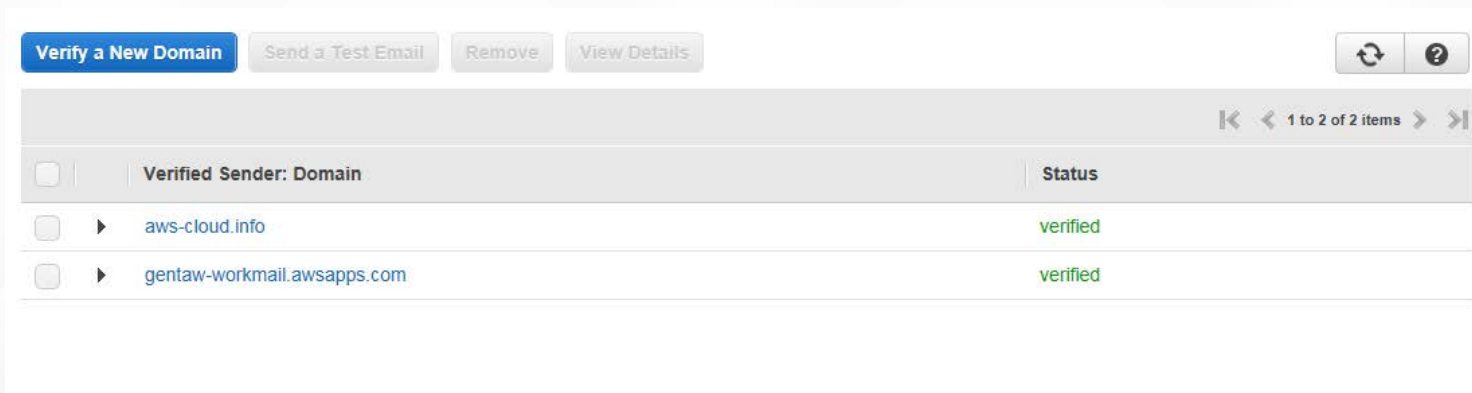 Verify a New Domain Send a Test Email Remove View Details
1 to 2 of 2 items
Verified Sender: Domain Status
aws-cloud.info verified
gentaw-workmail.awsapps.com verified